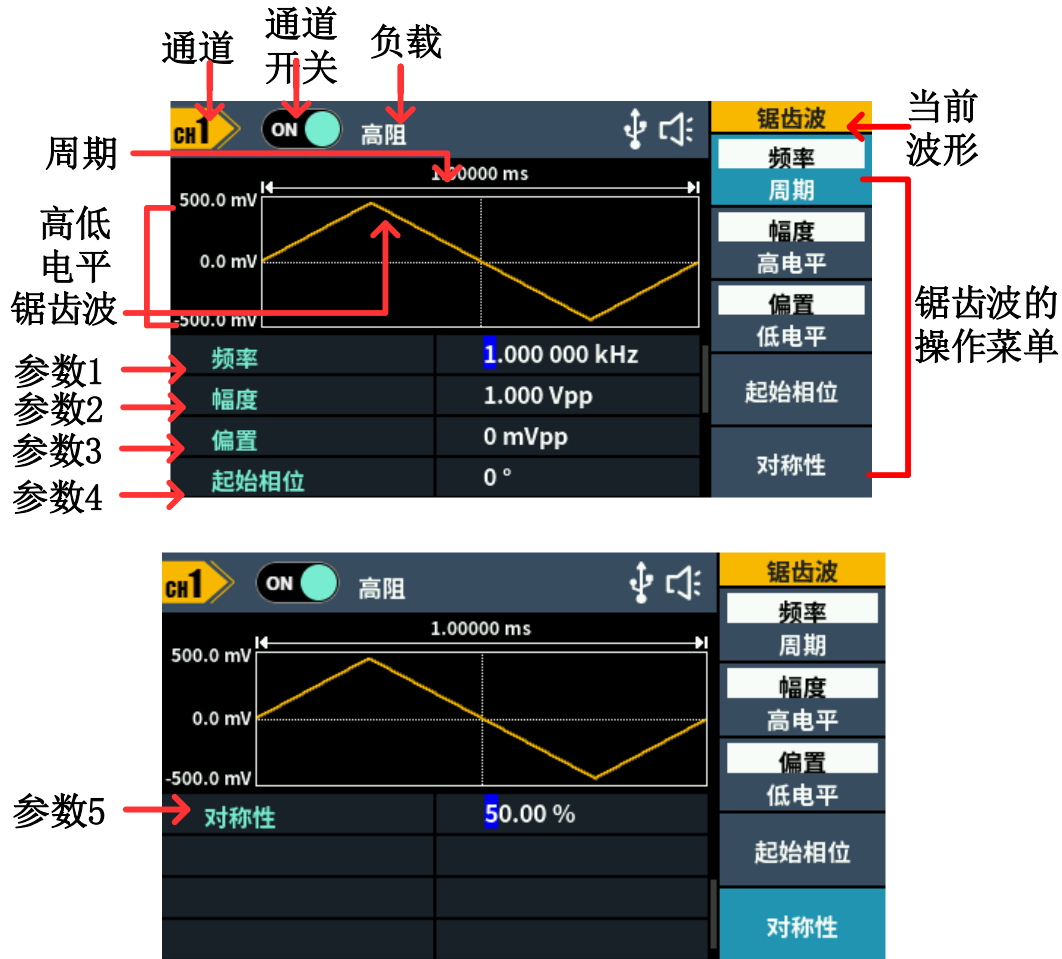 通道
通道
开关
负载
CH1
ON
高阻
锯齿波
当前
波形
周期
1.00000 ms
频率
周期
500.0 mV
幅度
高电平
高低
电平
0.0 mV
偏置
低电平
锯齿波
-500.0 mV
锯齿波的
操作菜单
参数1
频率
1.000 000 kHz
参数2
幅度
1.000 Vpp
起始相位
参数3
偏置
0 mVpp
参数4
起始相位
0 °
对称性
CH1
ON
高阻
锯齿波
1.00000 ms
频率
周期
500.0 mV
幅度
高电平
0.0 mV
偏置
低电平
-500.0 mV
参数5
对称性
50.00 %
起始相位
对称性